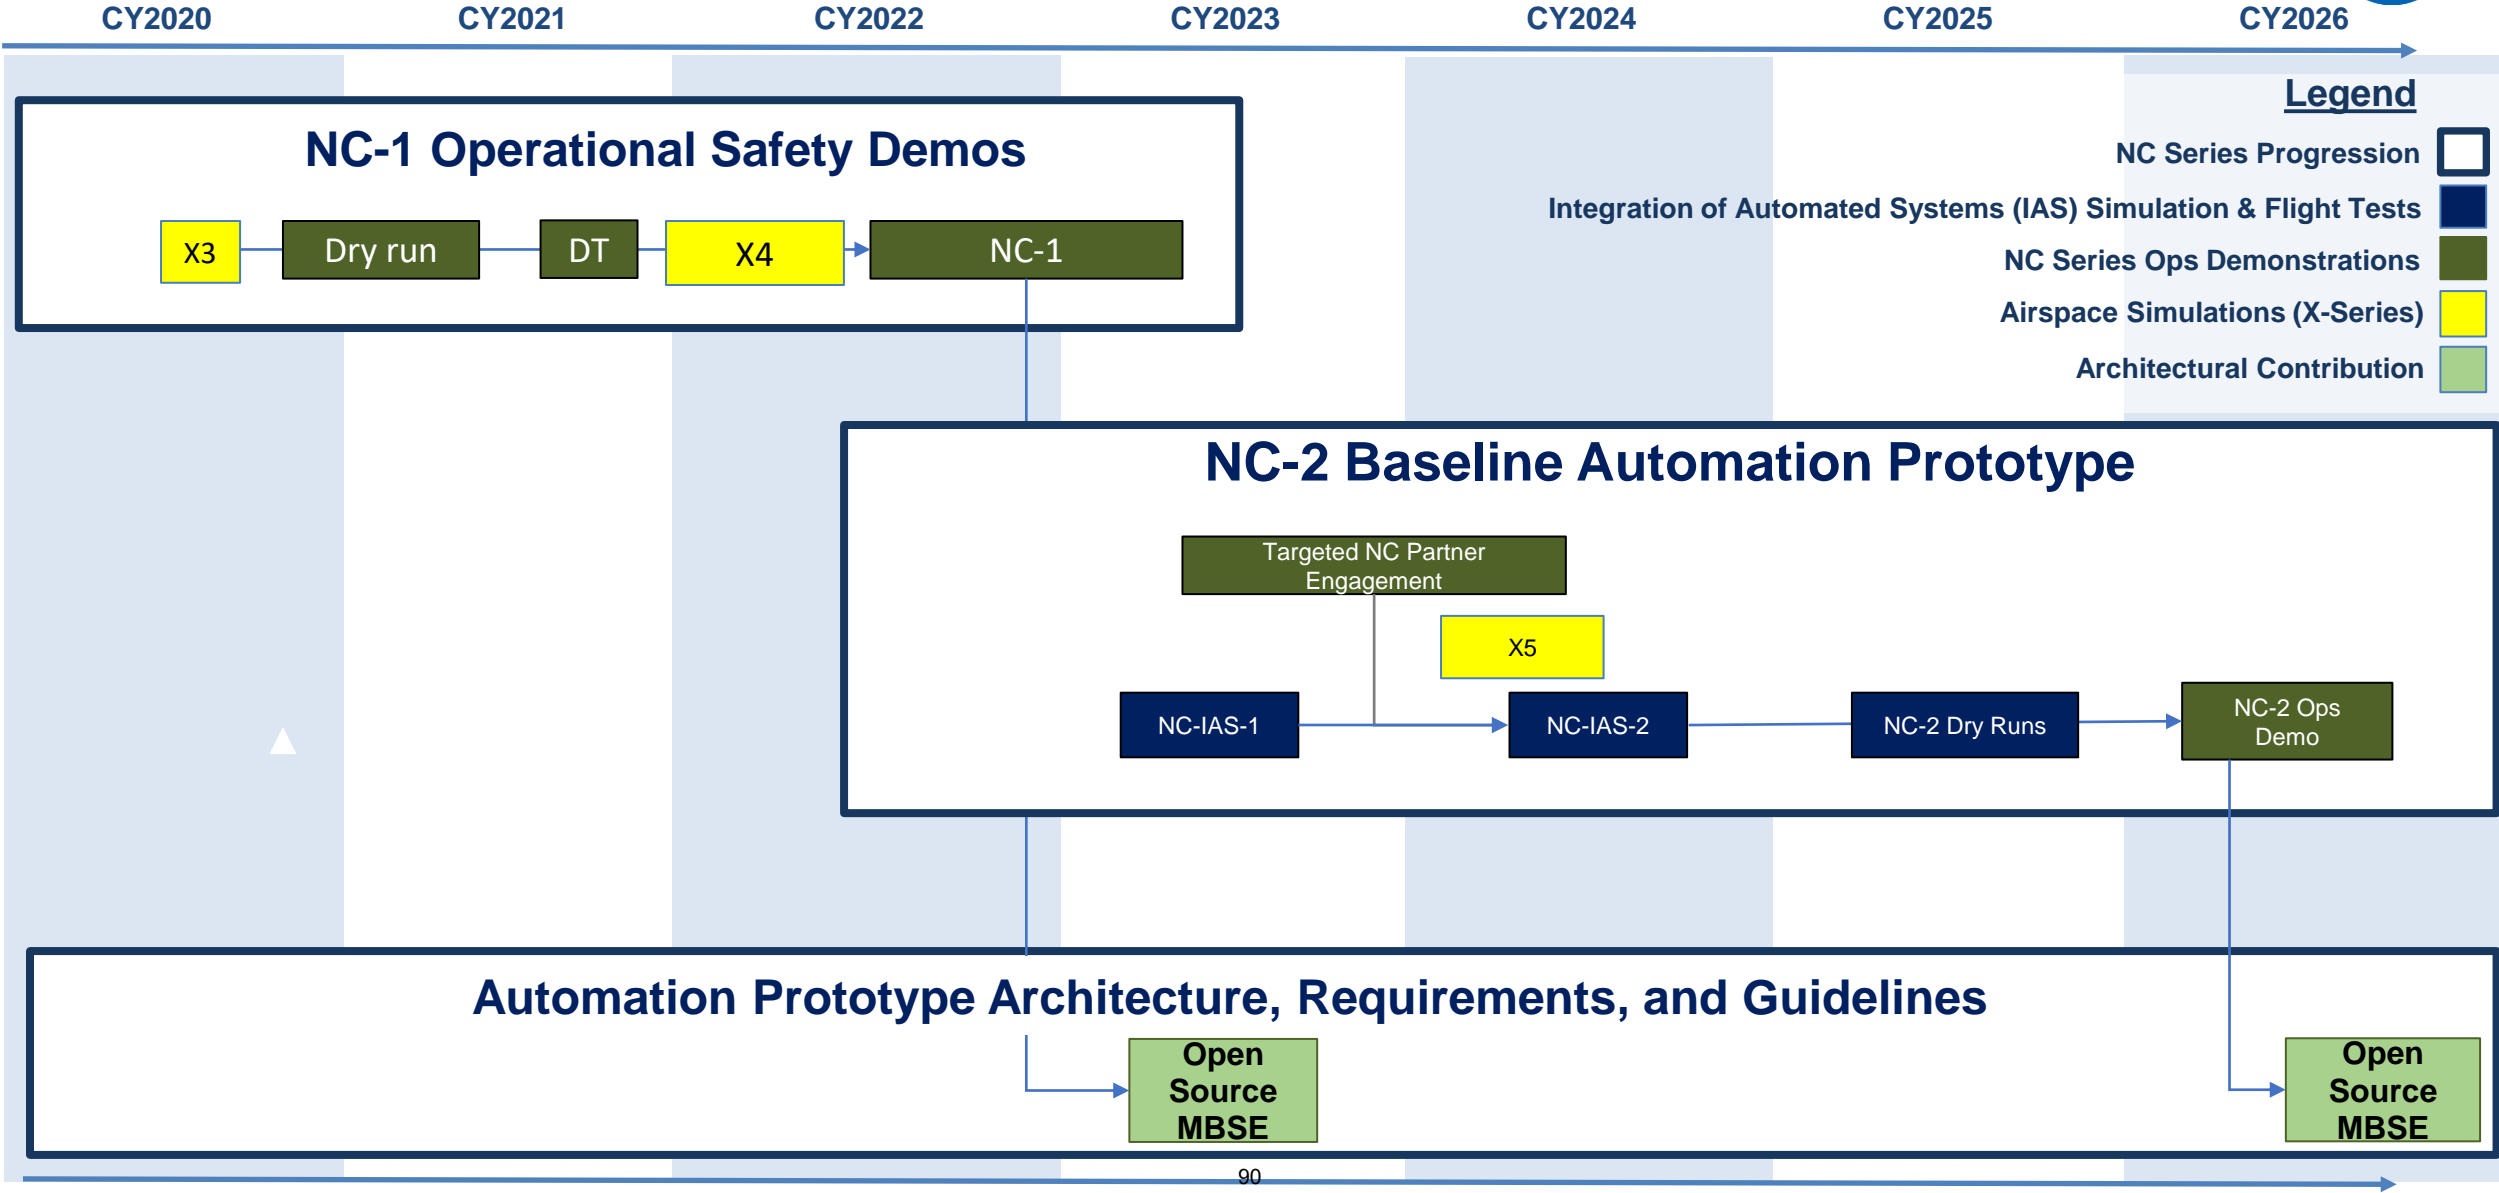 CY2020 CY2021 CY2022 CY2023 CY2024 CY2025 CY2026
Legend
NC Series Progression
Integration of Automated Systems (IAS) Simulation & Flight Tests
NC Series Ops Demonstrations
Airspace Simulations (X-Series)
Architectural Contribution
NC-1 Operational Safety Demos
X3 Dry run DT X4 NC-1
NC-2 Baseline Automation Prototype
Targeted NC Partner
Engagement
X5
NC-IAS-1 NC-IAS-2 NC-2 Dry Runs
NC-2 Ops
Demo
Automation Prototype Architecture, Requirements, and Guidelines
Open
Source
MBSE
Open
Source
MBSE
90